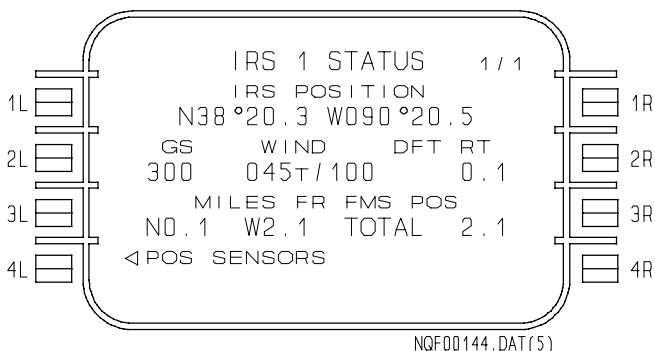 IRS 1 STATUS 1/1
IRS POSITION
1L 1R
N38°20.3 W090°20.5
GS WIND DFT RT
2L 2R
300 045T/100 0.1
MILES FR FMS POS
3L 3R
N0.1 W2.1 TOTAL 2.1
◁POS SENSORS
4L 4R
NQF00144.DAT(5)